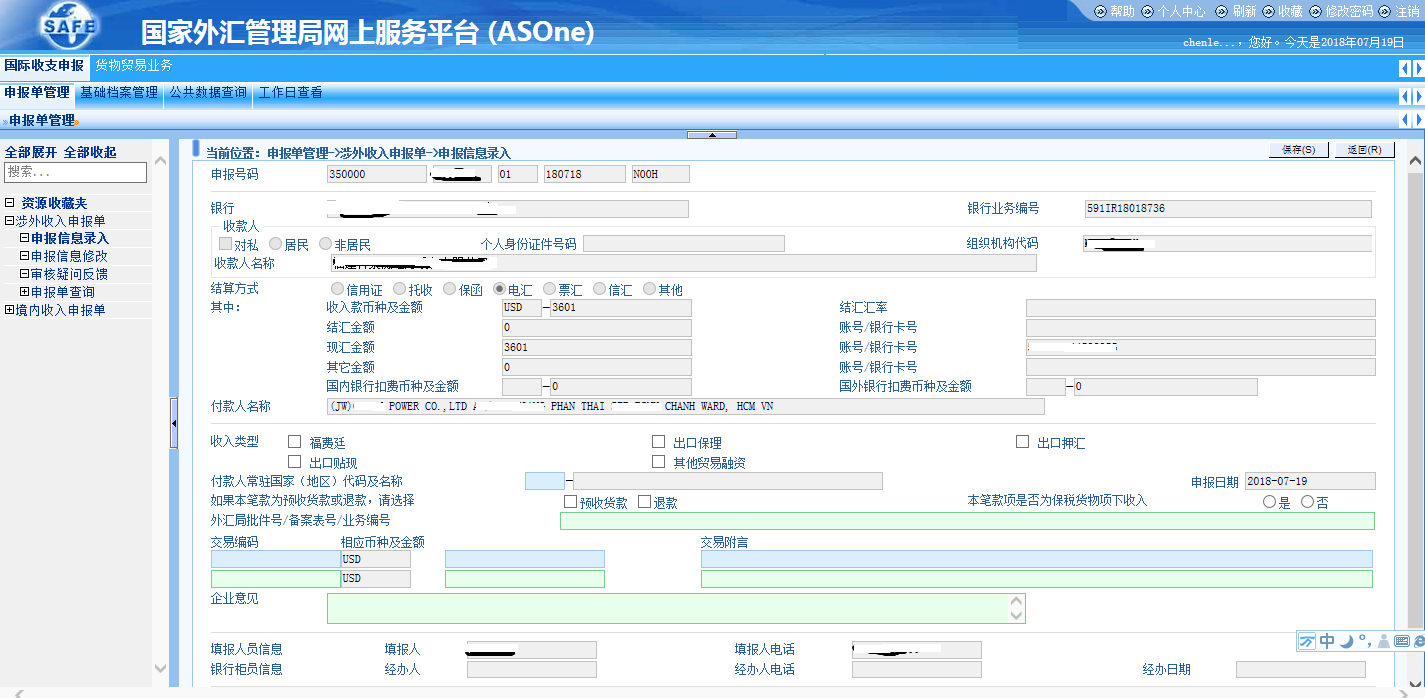 SAFE
国家外汇管理局网上服务平台 (ASOne)
帮助 个人中心 刷新 收藏 修改密码 注销
chenle...，您好。今天是2018年07月19日
国际收支申报 货物贸易业务
申报单管理 基础档案管理 公共数据查询 工作日查看
申报单管理
全部展开 全部收起
搜索...
资源收藏夹
涉外收入申报单
申报信息录入
申报信息修改
审核疑问反馈
申报单查询
境内收入申报单
当前位置：申报单管理->涉外收入申报单->申报信息录入
保存(S) 返回(R)
申报号码 350000 01 180718 N00H
银行 银行业务编号 591IR18018736
收款人
对私 居民 非居民 个人身份证件号码 组织机构代码
收款人名称
结算方式 信用证 托收 保函 电汇 票汇 信汇 其他
其中: 收入款币种及金额 USD —3601 结汇汇率
结汇金额 0 账号/银行卡号
现汇金额 3601 账号/银行卡号
其它金额 0 账号/银行卡号
国内银行扣费币种及金额 —0 国外银行扣费币种及金额 —0
付款人名称 (JW) POWER CO.,LTD PHAN THAI CHANH WARD, HCM VN
收入类型 福费廷 出口保理 出口押汇
出口贴现 其他贸易融资
付款人常驻国家（地区）代码及名称 — 申报日期 2018-07-19
如果本笔款为预收货款或退款，请选择 预收货款 退款 本笔款项是否为保税货物项下收入 是 否
外汇局批件号/备案表号/业务编号
交易编码 相应币种及金额 交易附言
USD
USD
企业意见
填报人员信息 填报人 填报人电话
银行柜员信息 经办人 经办人电话 经办日期
中